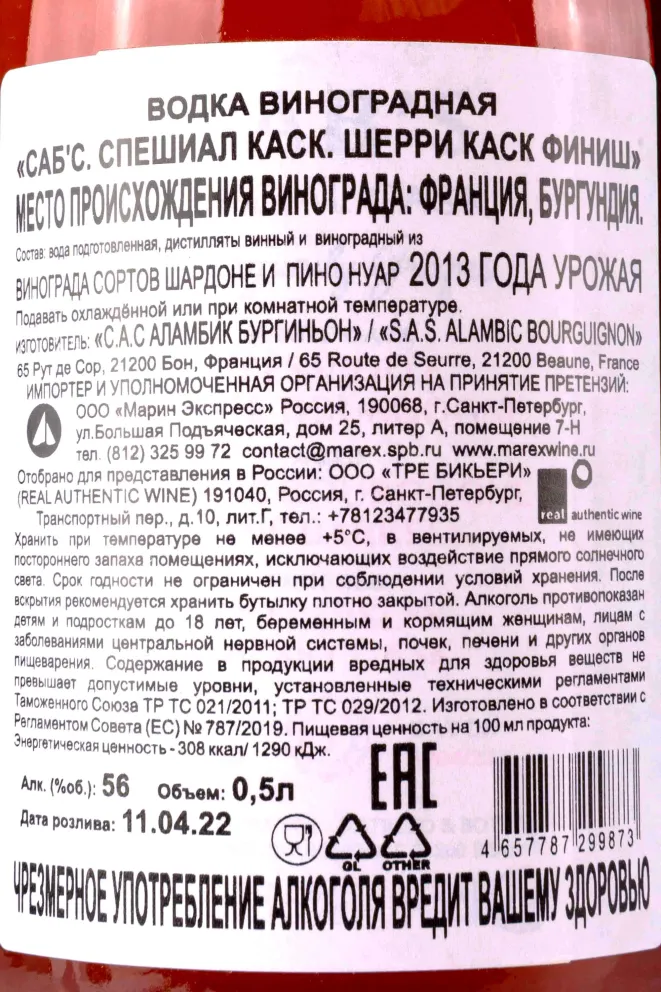 ВОДКА ВИНОГРАДНАЯ
«САБ'С. СПЕШИАЛ КАСК. ШЕРРИ КАСК ФИНИШ»
МЕСТО ПРОИСХОЖДЕНИЯ ВИНОГРАДА: ФРАНЦИЯ, БУРГУНДИЯ.
Состав: вода подготовленная, дистилляты винный и виноградный из
ВИНОГРАДА СОРТОВ ШАРДОНЕ И ПИНО НУАР 2013 ГОДА УРОЖАЯ
Подавать охлаждённой или при комнатной температуре.
ИЗГОТОВИТЕЛЬ: «С.А.С АЛАМБИК БУРГИНЬОН» / «S.A.S. ALAMBIC BOURGUIGNON»
65 Рут де Сор, 21200 Бон, Франция / 65 Route de Seurre, 21200 Beaune, France
ИМПОРТЕР И УПОЛНОМОЧЕННАЯ ОРГАНИЗАЦИЯ НА ПРИНЯТИЕ ПРЕТЕНЗИЙ:
ООО «Марин Экспресс» Россия, 190068, г.Санкт-Петербург,
ул.Большая Подъяческая, дом 25, литер А, помещение 7-Н
тел. (812) 325 99 72 contact@marex.spb.ru www.marexwine.ru
Отобрано для представления в России: ООО «ТРЕ БИКЬЕРИ»
(REAL AUTHENTIC WINE) 191040, Россия, г. Санкт-Петербург,
Транспортный пер., д.10, лит.Г, тел.: +78123477935
real authentic wine
Хранить при температуре не менее +5°С, в вентилируемых, не имеющих
постороннего запаха помещениях, исключающих воздействие прямого солнечного
света. Срок годности не ограничен при соблюдении условий хранения. После
вскрытия рекомендуется хранить бутылку плотно закрытой. Алкоголь противопоказан
детям и подросткам до 18 лет, беременным и кормящим женщинам, лицам с
заболеваниями центральной нервной системы, почек, печени и других органов
пищеварения. Содержание в продукции вредных для здоровья веществ не
превышает допустимые уровни, установленные техническими регламентами
Таможенного Союза ТР ТС 021/2011; ТР ТС 029/2012. Изготовлено в соответствии с
Регламентом Совета (ЕС) № 787/2019. Пищевая ценность на 100 мл продукта:
Энергетическая ценность - 308 ккал/ 1290 кДж.
Алк. (%об.): 56 Объем: 0,5л
EAC
Дата розлива: 11.04.22
GL OTHER
4 657787 299873
ЧРЕЗМЕРНОЕ УПОТРЕБЛЕНИЕ АЛКОГОЛЯ ВРЕДИТ ВАШЕМУ ЗДОРОВЬЮ